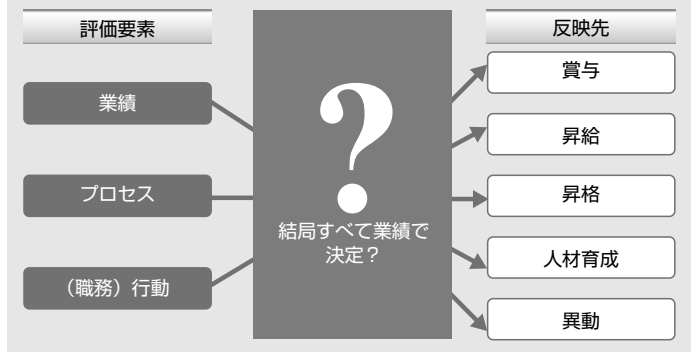 評価要素
反映先
業績
プロセス
（職務）行動
?
結局すべて業績で
決定？
賞与
昇給
昇格
人材育成
異動